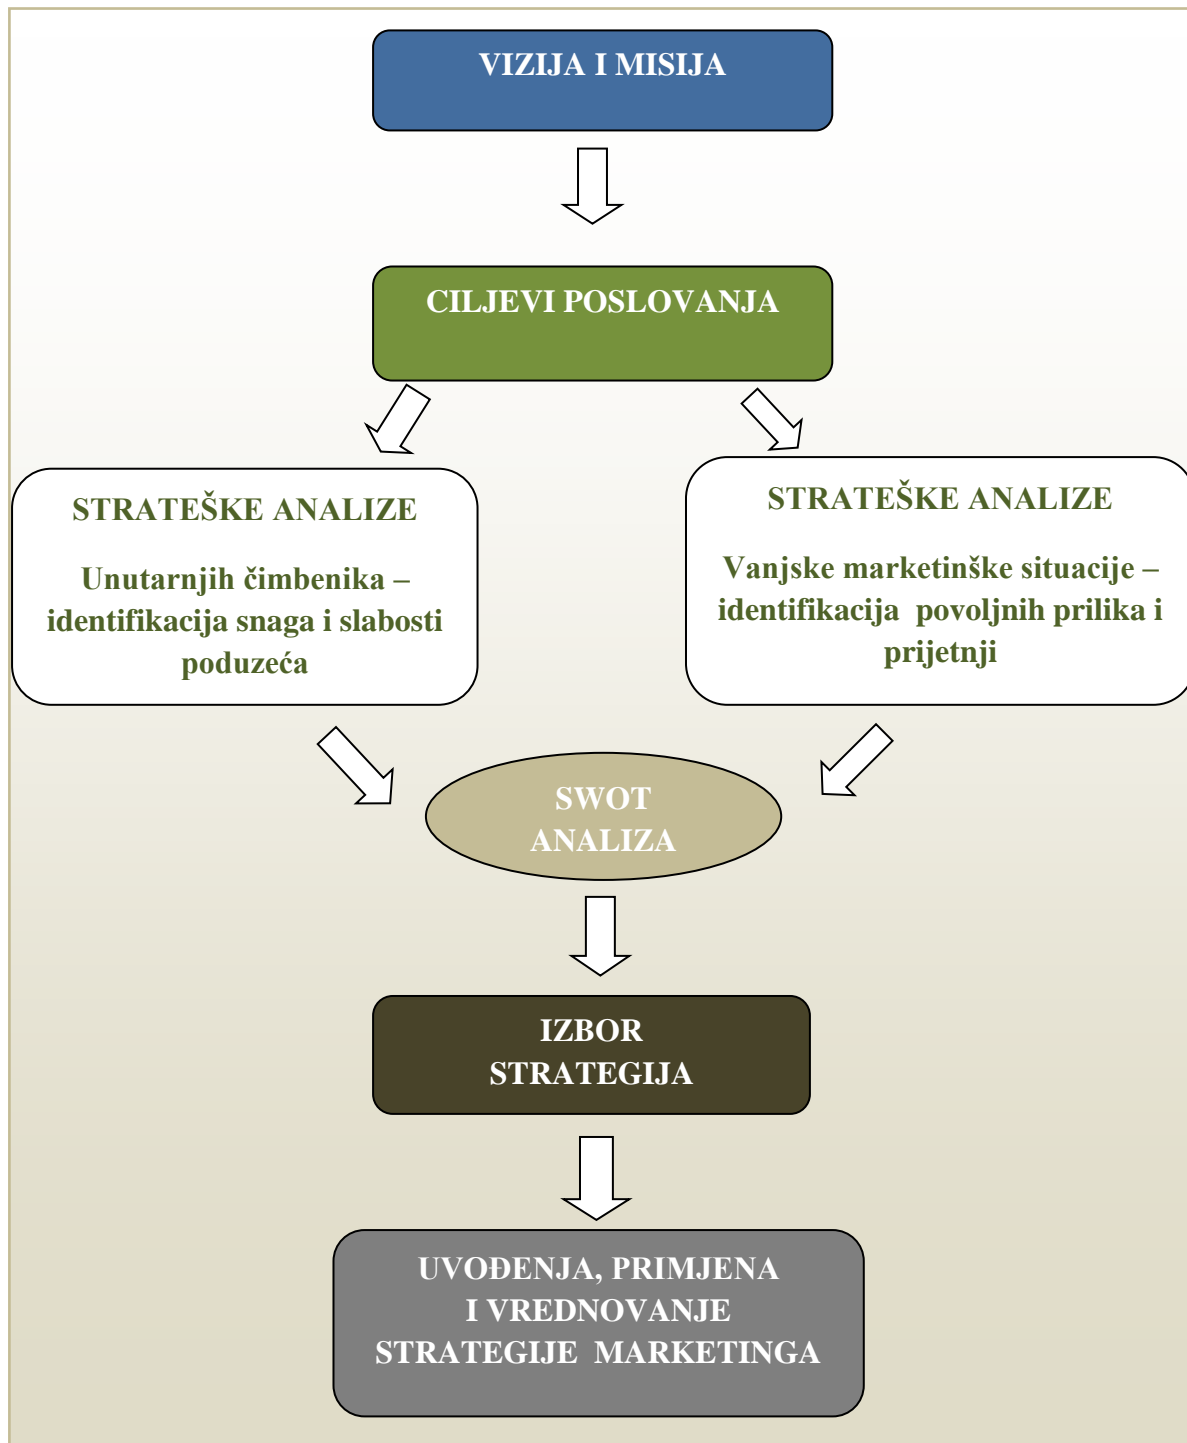 VIZIJA I MISIJA
CILJEVI POSLOVANJA
STRATEŠKE ANALIZE
Unutarnjih čimbenika –
identifikacija snaga i slabosti
poduzeća
STRATEŠKE ANALIZE
Vanjske marketinške situacije –
identifikacija  povoljnih prilika i
prijetnji
SWOT
ANALIZA
IZBOR
STRATEGIJA
UVOĐENJA, PRIMJENA
I VREDNOVANJE
STRATEGIJE  MARKETINGA